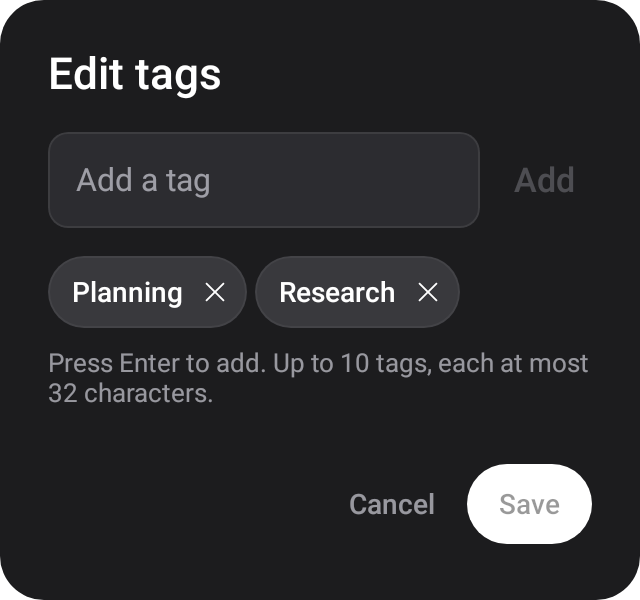 Edit tags
Add a tag
Add
Planning
Research
Press Enter to add. Up to 10 tags, each at most
32 characters.
Cancel
Save